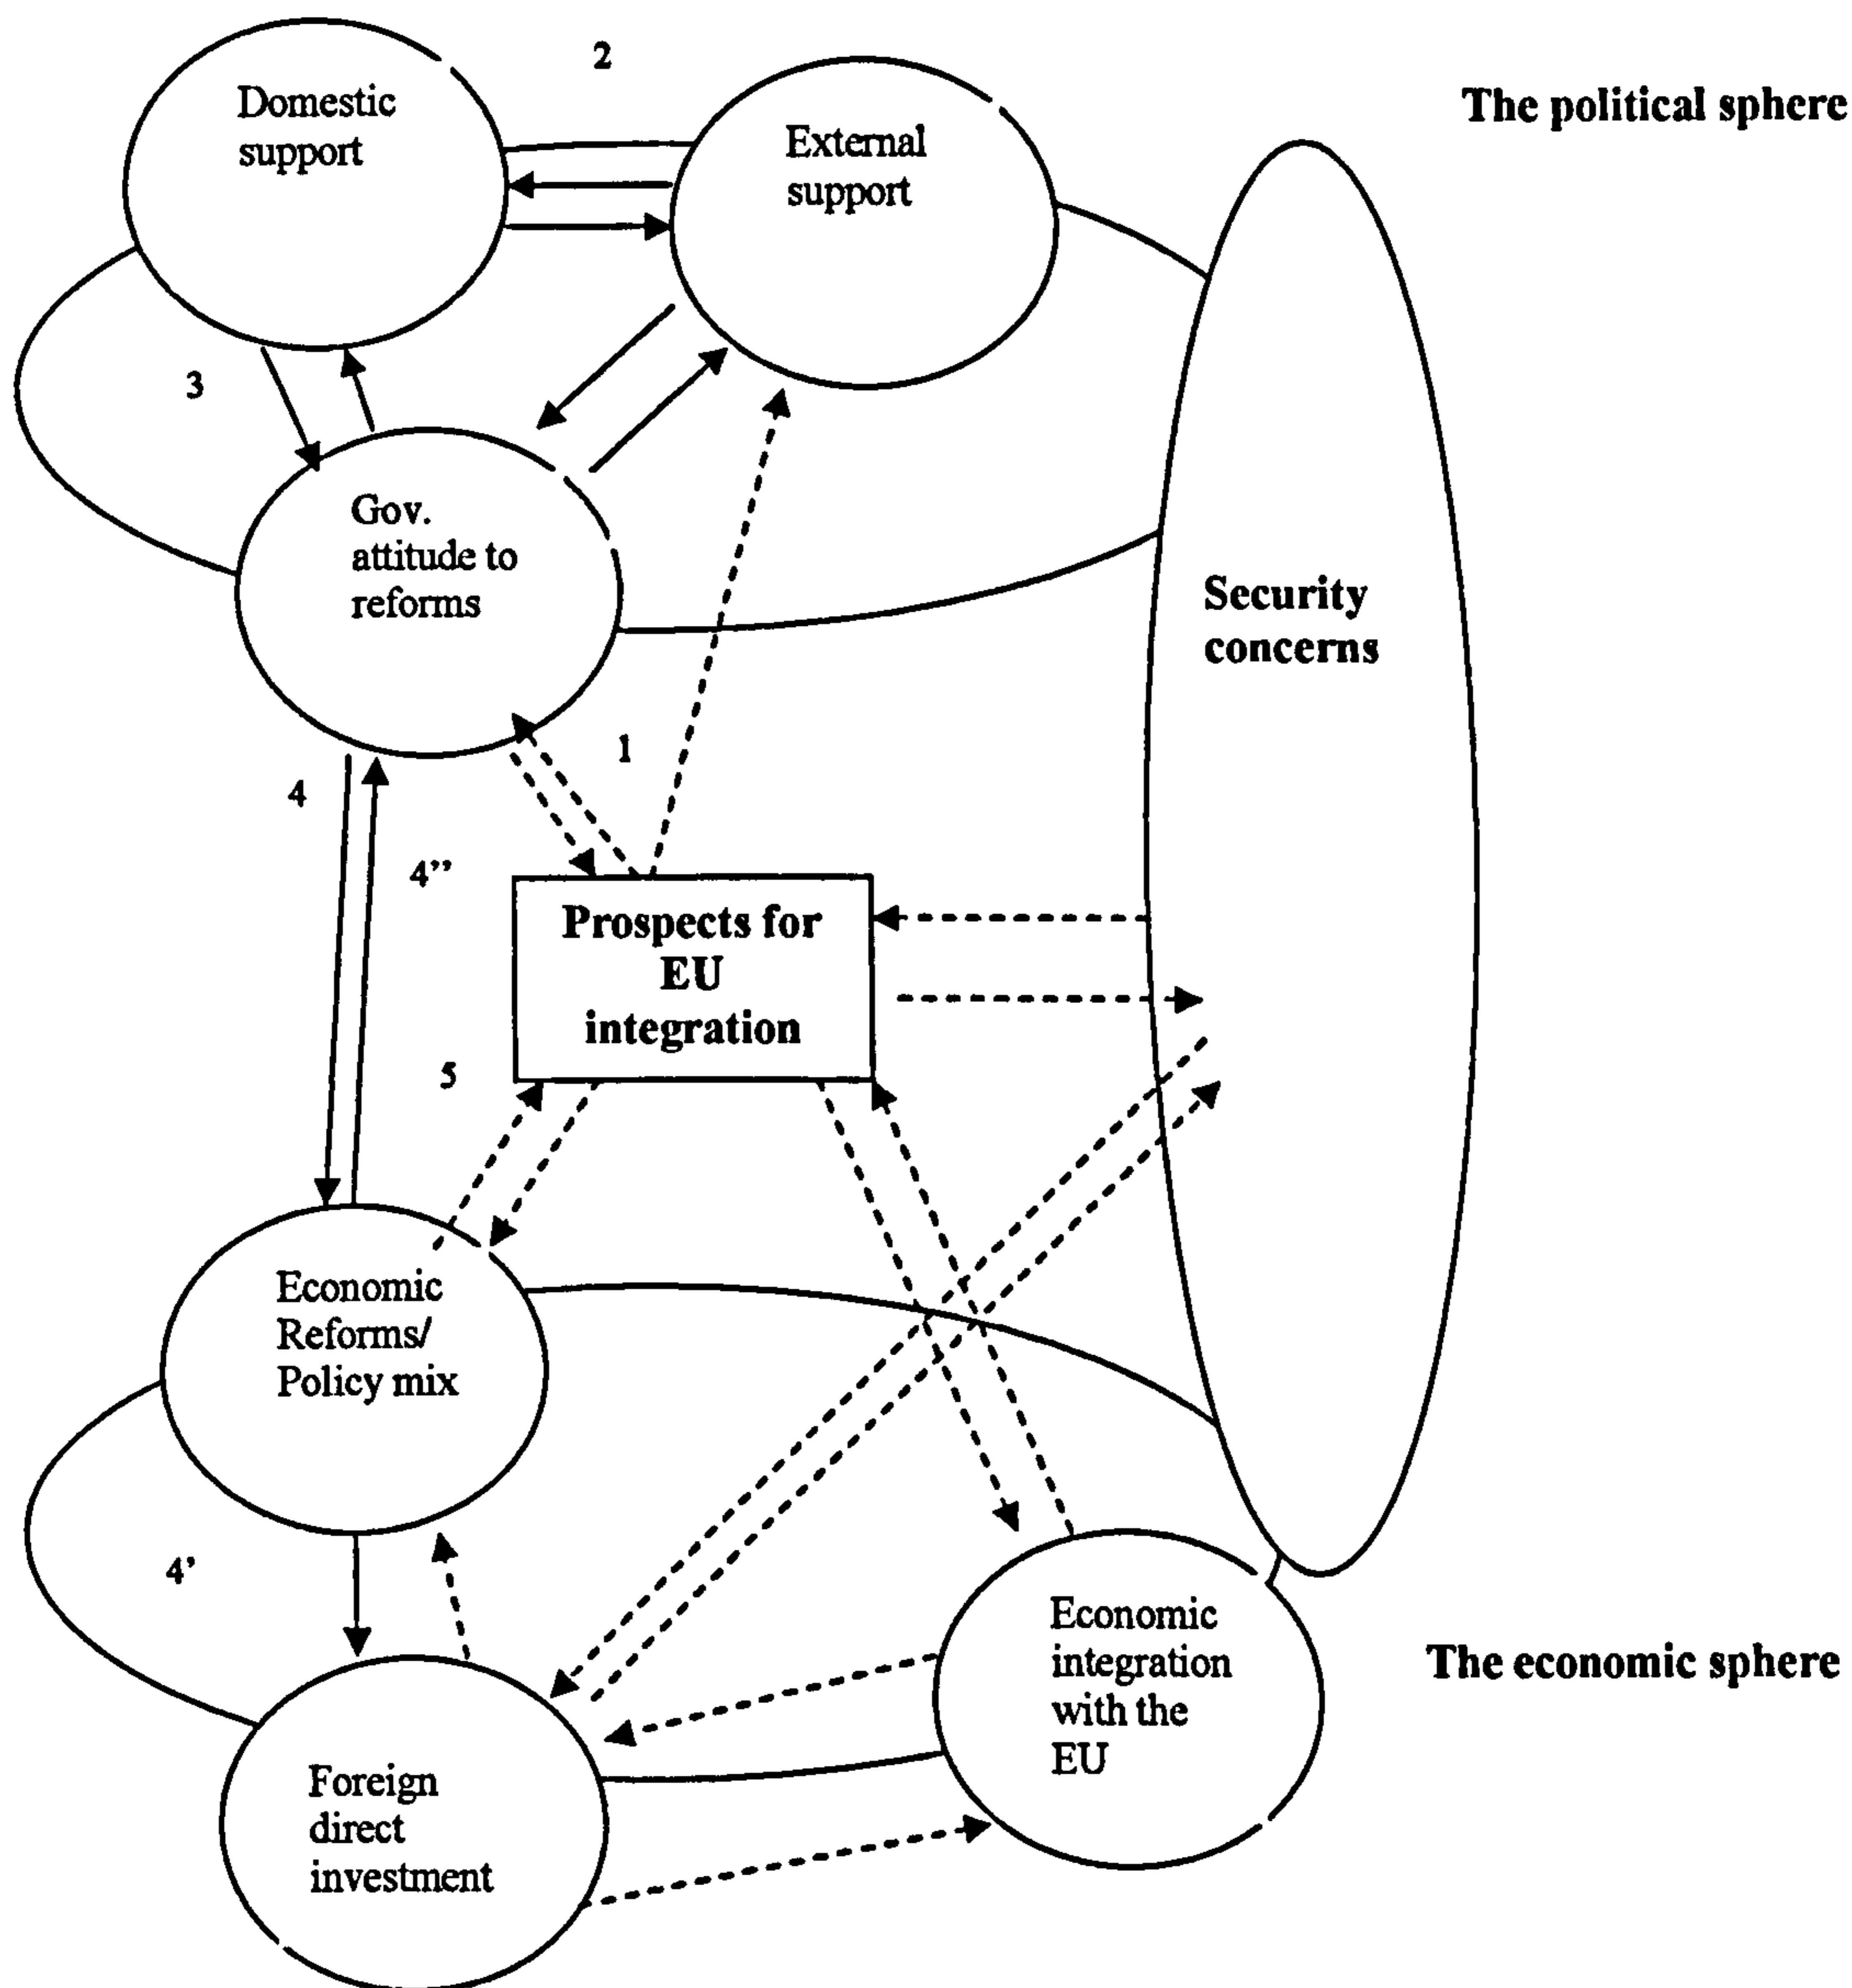 2
The political sphere
Domestic
support
External
support
3
Gov.
attitude to
reforms
Security
concerns
1
4
4”
Prospects for
EU
integration
5
Economic
Reforms/
Policy mix
4’
Economic
integration
with the
EU
The economic sphere
Foreign
direct
investment